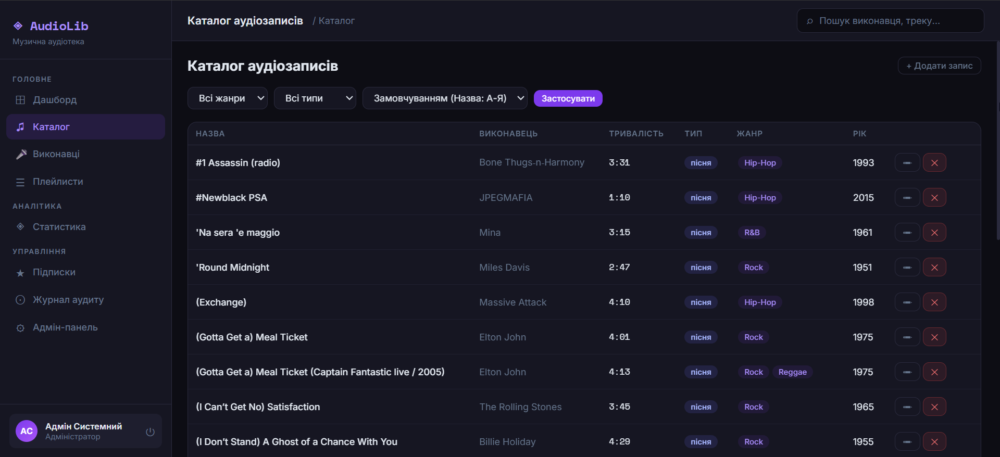 AudioLib
Музична аудіотека
ГОЛОВНЕ
Дашборд
Каталог
Виконавці
Плейлисти
АНАЛІТИКА
Статистика
УПРАВЛІННЯ
Підписки
Журнал аудиту
Адмін-панель
АС Адмін Системний
Адміністратор
Каталог аудіозаписів / Каталог
Пошук виконавця, треку...
Каталог аудіозаписів
+ Додати запис
Всі жанри Всі типи Замовчуванням (Назва: А-Я) Застосувати
НАЗВА ВИКОНАВЕЦЬ ТРИВАЛІСТЬ ТИП ЖАНР РІК
#1 Assassin (radio) Bone Thugs-n-Harmony 3:31 пісня Hip-Hop 1993
#Newblack PSA JPEGMAFIA 1:10 пісня Hip-Hop 2015
'Na sera 'e maggio Mina 3:15 пісня R&B 1961
'Round Midnight Miles Davis 2:47 пісня Rock 1951
(Exchange) Massive Attack 4:10 пісня Hip-Hop 1998
(Gotta Get a) Meal Ticket Elton John 4:01 пісня Rock 1975
(Gotta Get a) Meal Ticket (Captain Fantastic live / 2005) Elton John 4:13 пісня Rock Reggae 1975
(I Can’t Get No) Satisfaction The Rolling Stones 3:45 пісня Rock 1965
(I Don’t Stand) A Ghost of a Chance With You Billie Holiday 4:29 пісня Rock 1955